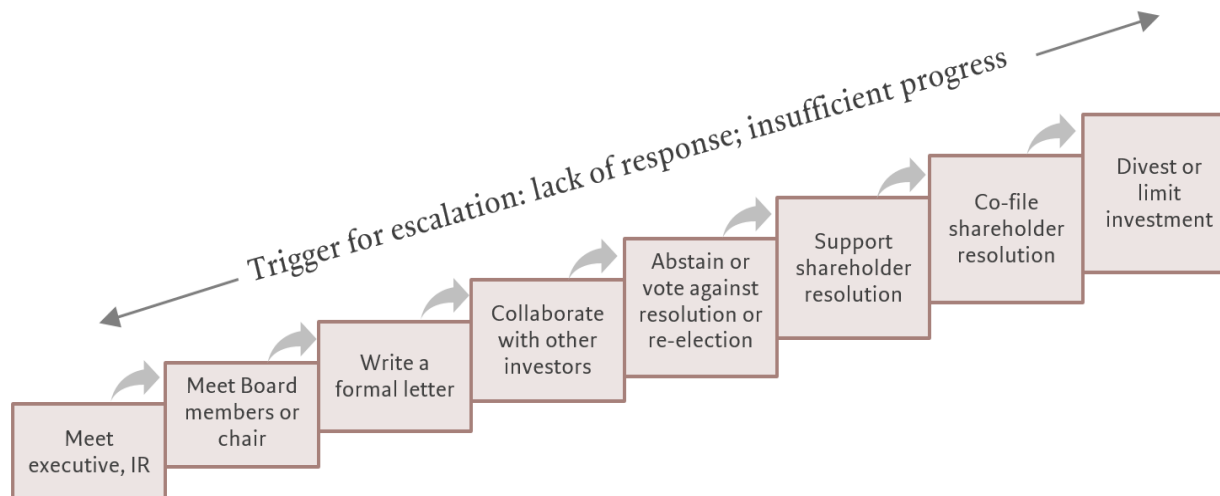 Trigger for escalation: lack of response; insufficient progress
Meet
executive, IR
Meet Board
members or
chair
Write a
formal letter
Collaborate
with other
investors
Abstain or
vote against
resolution or
re-election
Support
shareholder
resolution
Co-file
shareholder
resolution
Divest or
limit
investment